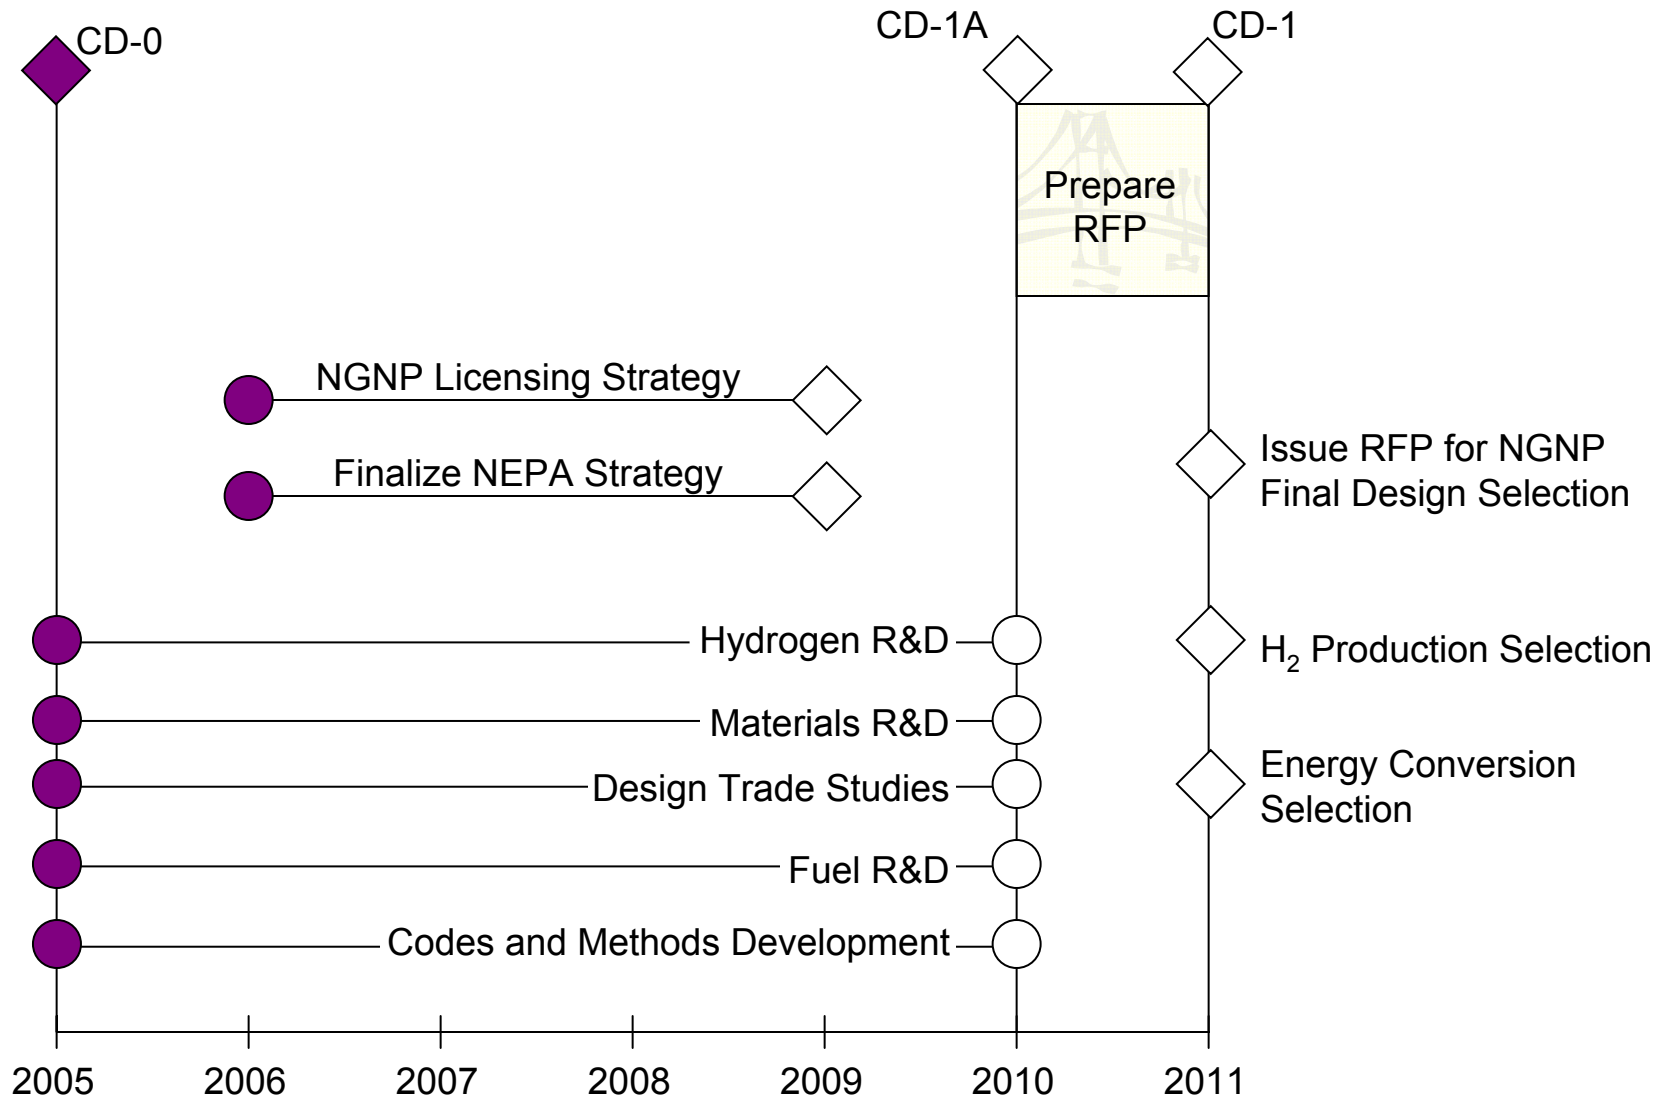 CD-0
CD-1A
CD-1
Prepare
RFP
NGNP Licensing Strategy
Finalize NEPA Strategy
Issue RFP for NGNP
Final Design Selection
Hydrogen R&D
H₂ Production Selection
Materials R&D
Design Trade Studies
Energy Conversion
Selection
Fuel R&D
Codes and Methods Development
2005 2006 2007 2008 2009 2010 2011